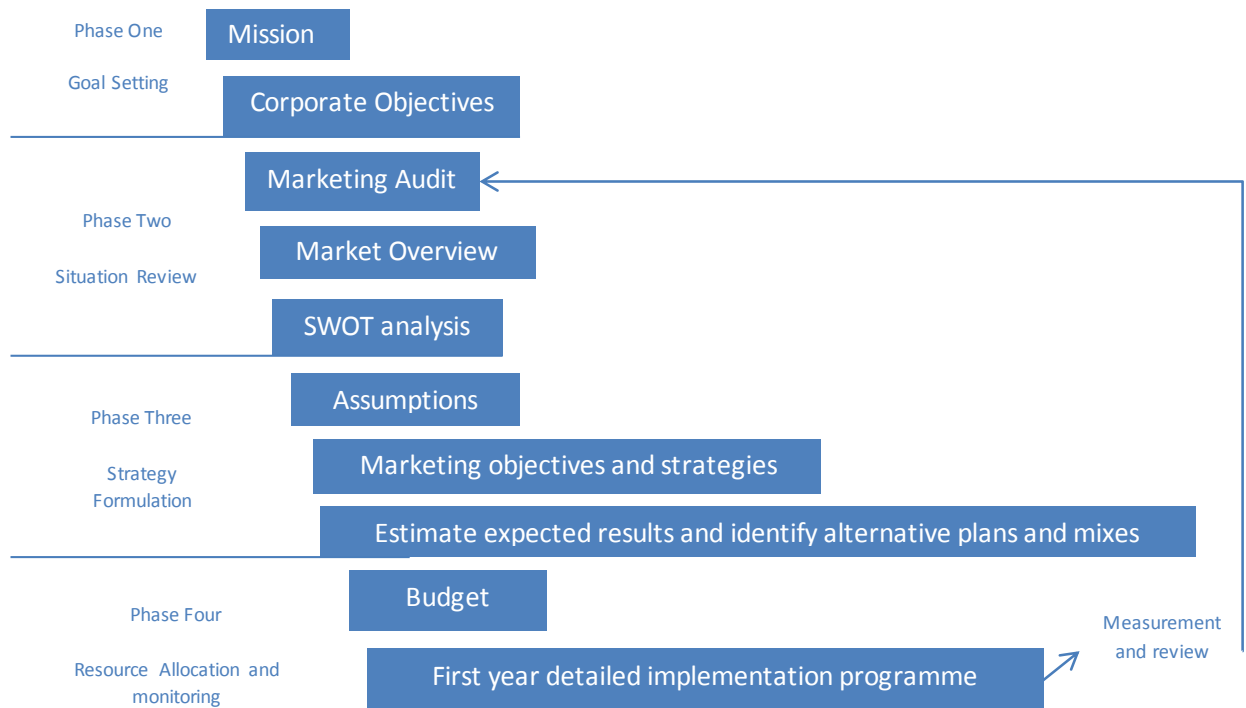 Phase One
Mission
Goal Setting
Corporate Objectives
Marketing Audit
Phase Two
Market Overview
Situation Review
SWOT analysis
Assumptions
Phase Three
Marketing objectives and strategies
Strategy
Formulation
Estimate expected results and identify alternative plans and mixes
Budget
Phase Four
Measurement
and review
Resource Allocation and
monitoring
First year detailed implementation programme